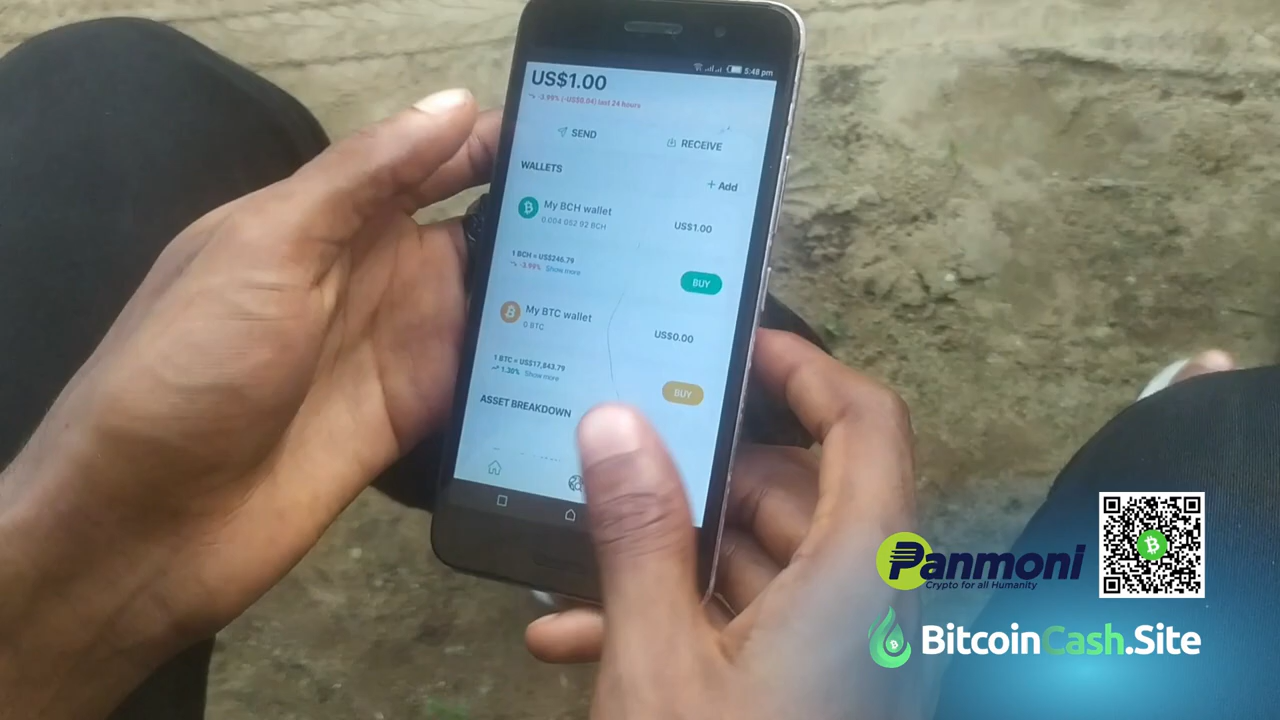 5:48 pm
US$1.00
-3.99% (-US$0.04) last 24 hours
SEND
RECEIVE
WALLETS
+ Add
My BCH wallet
US$1.00
0.004 052 92 BCH
1 BCH = US$246.79
-3.99% Show more
BUY
My BTC wallet
US$0.00
0 BTC
1 BTC = US$17,843.79
1.30% Show more
BUY
ASSET BREAKDOWN
Panmoni
Crypto for all Humanity
BitcoinCash.Site